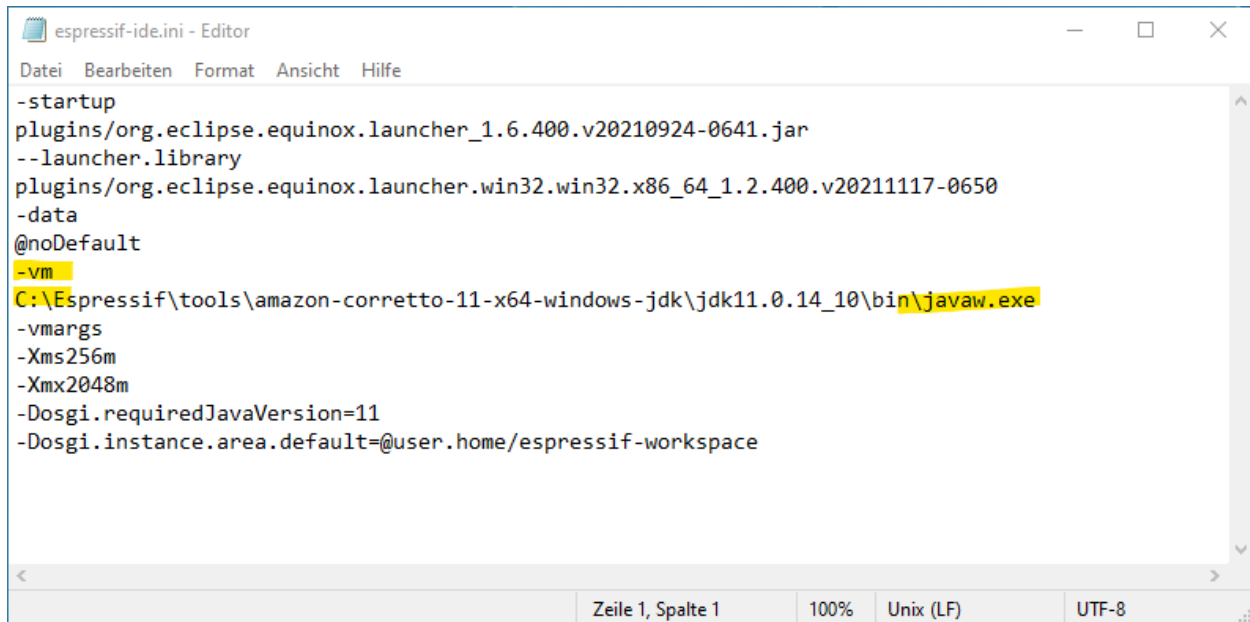 espressif-ide.ini - Editor
Datei Bearbeiten Format Ansicht Hilfe
-startup
plugins/org.eclipse.equinox.launcher_1.6.400.v20210924-0641.jar
--launcher.library
plugins/org.eclipse.equinox.launcher.win32.win32.x86_64_1.2.400.v20211117-0650
-data
@noDefault
-vm
C:\Espressif\tools\amazon-corretto-11-x64-windows-jdk\jdk11.0.14_10\bin\javaw.exe
-vmargs
-Xms256m
-Xmx2048m
-Dosgi.requiredJavaVersion=11
-Dosgi.instance.area.default=@user.home/espressif-workspace
Zeile 1, Spalte 1 100% Unix (LF) UTF-8